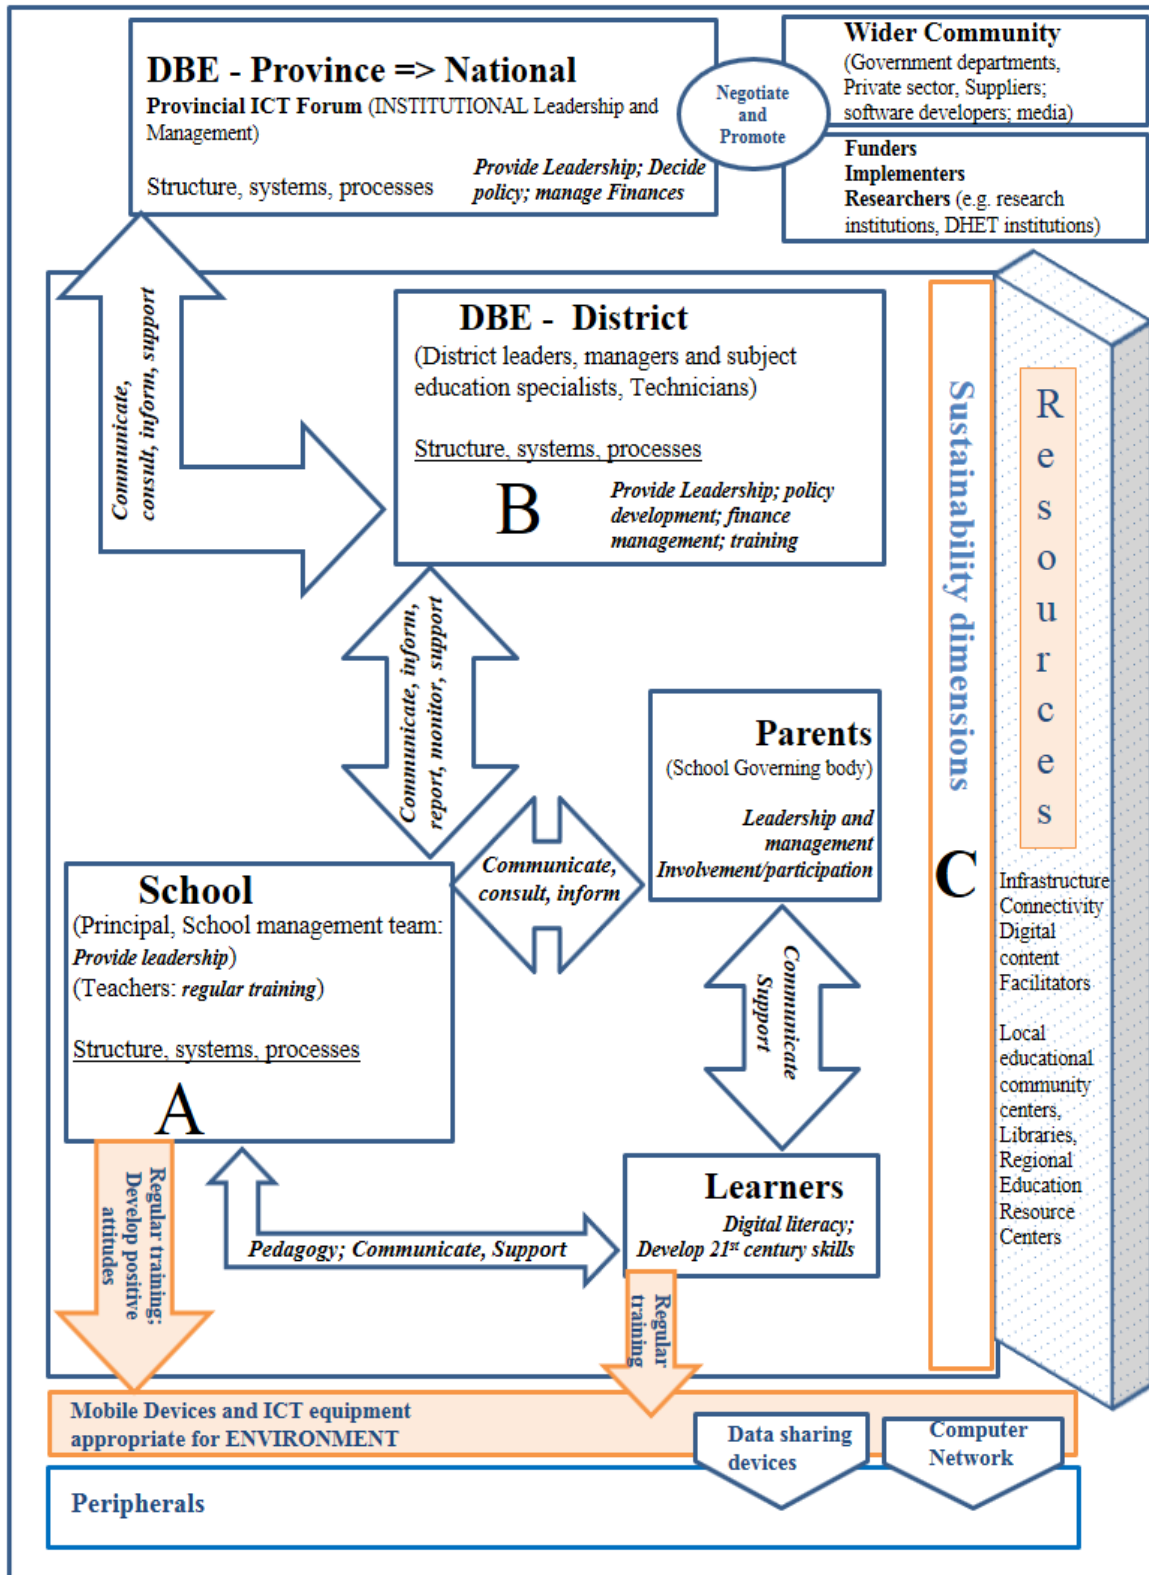 DBE - Province => National
Provincial ICT Forum (INSTITUTIONAL Leadership and
Management)
Structure, systems, processes
Provide Leadership; Decide
policy; manage Finances
Negotiate
and
Promote
Wider Community
(Government departments,
Private sector, Suppliers;
software developers; media)
Funders
Implementers
Researchers (e.g. research
institutions, DHET institutions)
Communicate,
consult, inform, support
DBE - District
(District leaders, managers and subject
education specialists, Technicians)
Structure, systems, processes
B
Provide Leadership; policy
development; finance
management; training
Communicate, inform,
report, monitor, support
Parents
(School Governing body)
Leadership and
management
Involvement/participation
Communicate,
consult, inform
School
(Principal, School management team:
Provide leadership)
(Teachers: regular training)
Structure, systems, processes
A
Communicate
Support
Learners
Digital literacy;
Develop 21st century skills
Pedagogy; Communicate, Support
Regular training;
Develop positive
attitudes
Regular
training
Sustainability dimensions
C
Resources
Infrastructure
Connectivity
Digital
content
Facilitators
Local
educational
community
centers,
Libraries,
Regional
Education
Resource
Centers
Mobile Devices and ICT equipment
appropriate for ENVIRONMENT
Data sharing
devices
Computer
Network
Peripherals